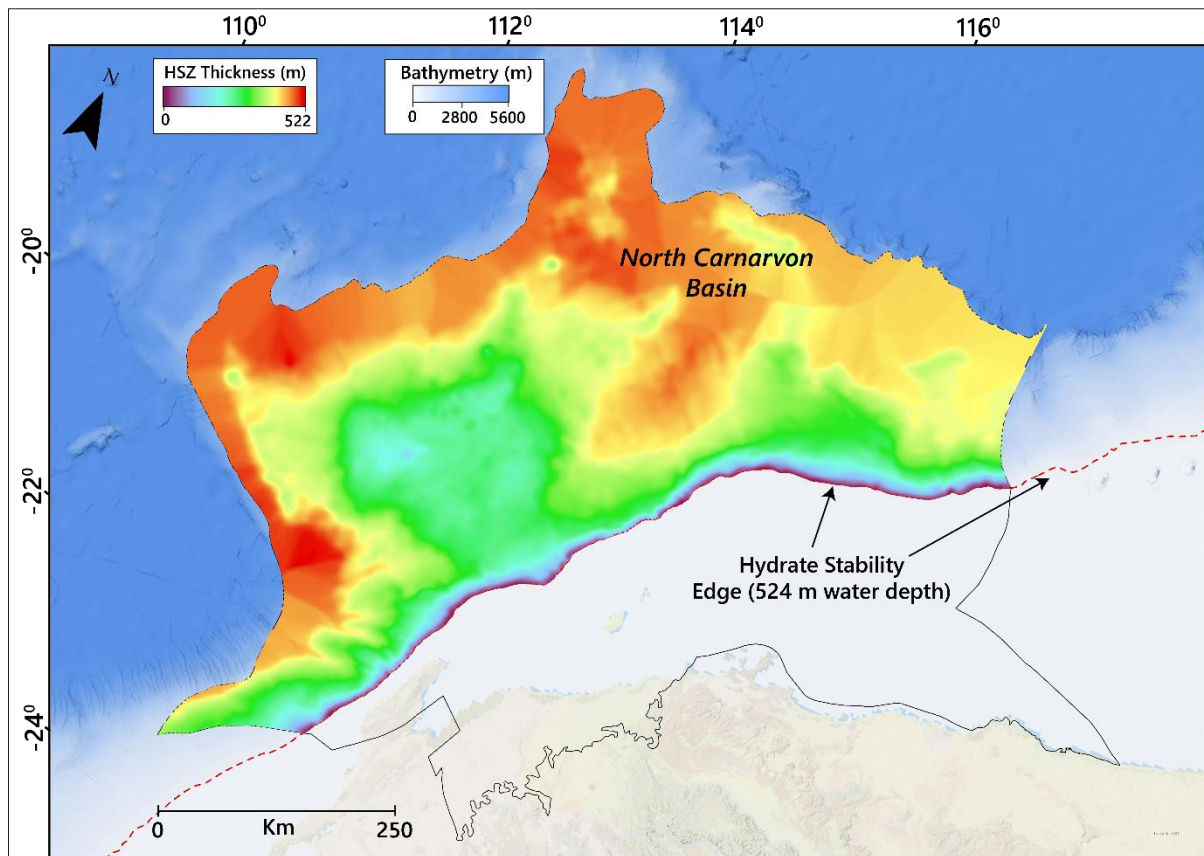 110⁰ 112⁰ 114⁰ 116⁰
N
HSZ Thickness (m)
0 522
Bathymetry (m)
0 2800 5600
-20⁰
-22⁰
-24⁰
North Carnarvon
Basin
Hydrate Stability
Edge (524 m water depth)
0 Km 250